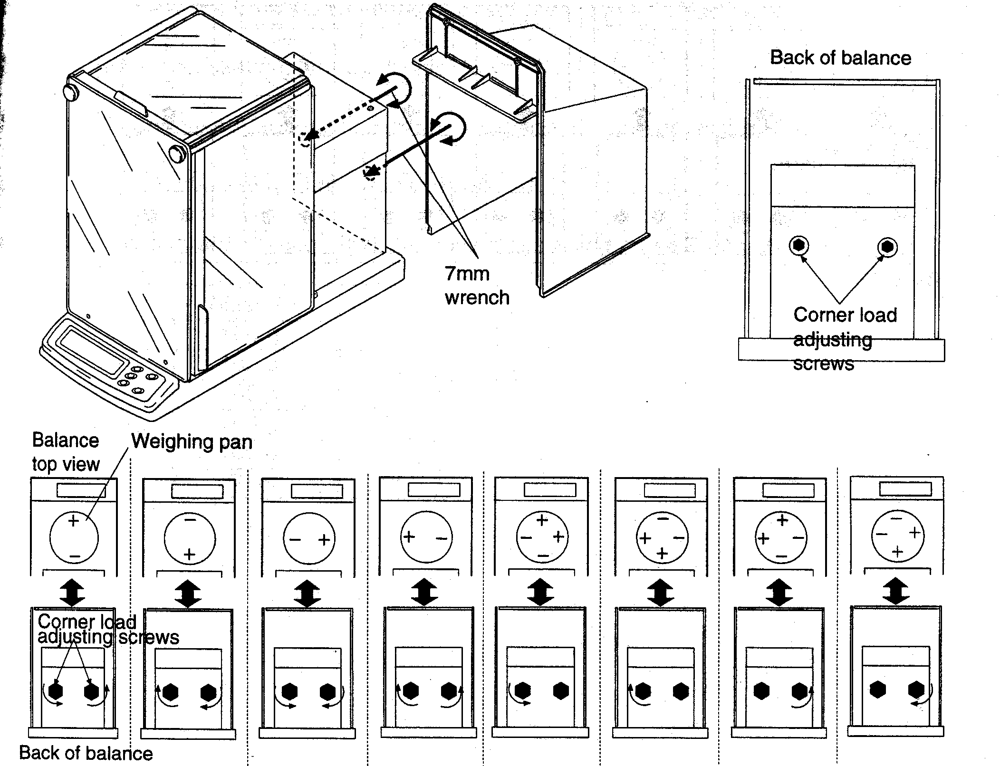 Back of balance
7mm
wrench
Corner load
adjusting
screws
Balance
top view
Weighing pan
+
−
−
+
− +
+ −
+
− +
−
−
+ −
+
+
+ −
−
−
− +
+
Corner load
adjusting screws
Back of balance